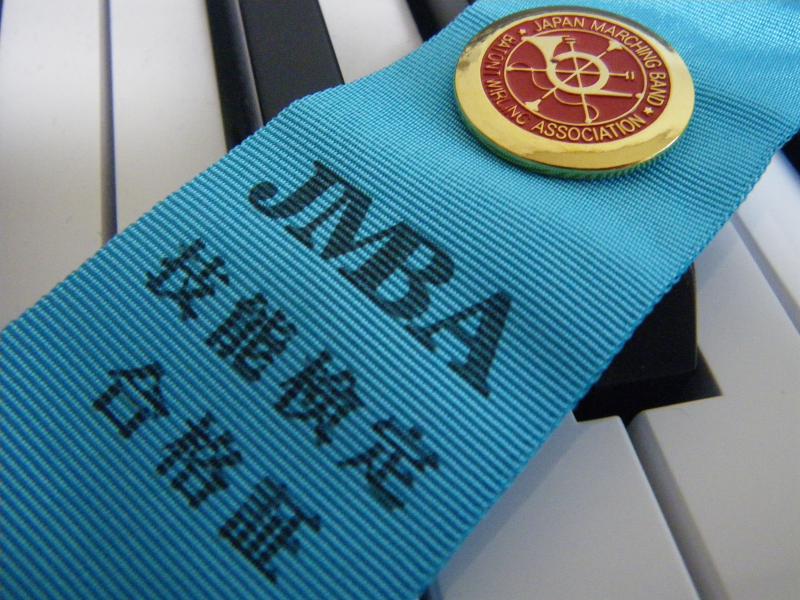 JAPAN MARCHING BAND
BATON TWIRLING ASSOCIATION
JMBA
技能検定
合格証